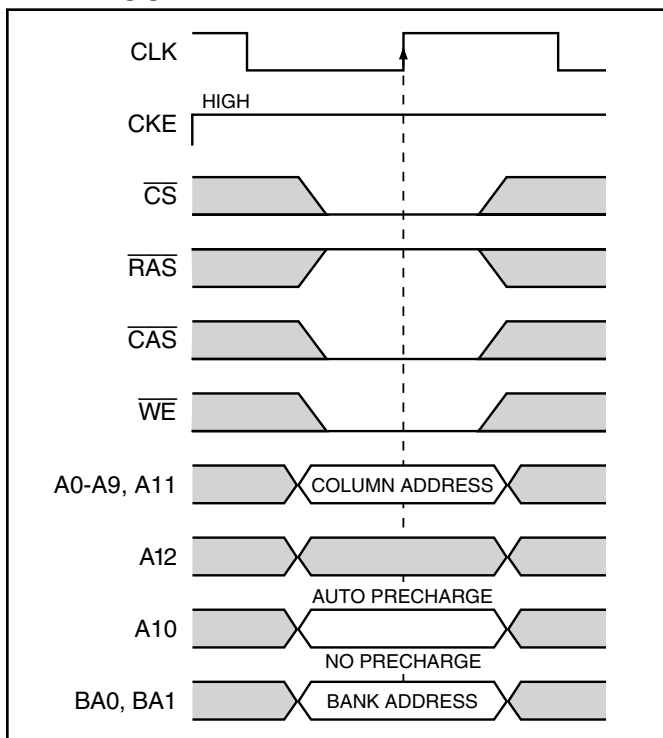 CLK
HIGH
CKE
CS
RAS
CAS
WE
A0-A9, A11
COLUMN ADDRESS
A12
AUTO PRECHARGE
A10
NO PRECHARGE
BA0, BA1
BANK ADDRESS